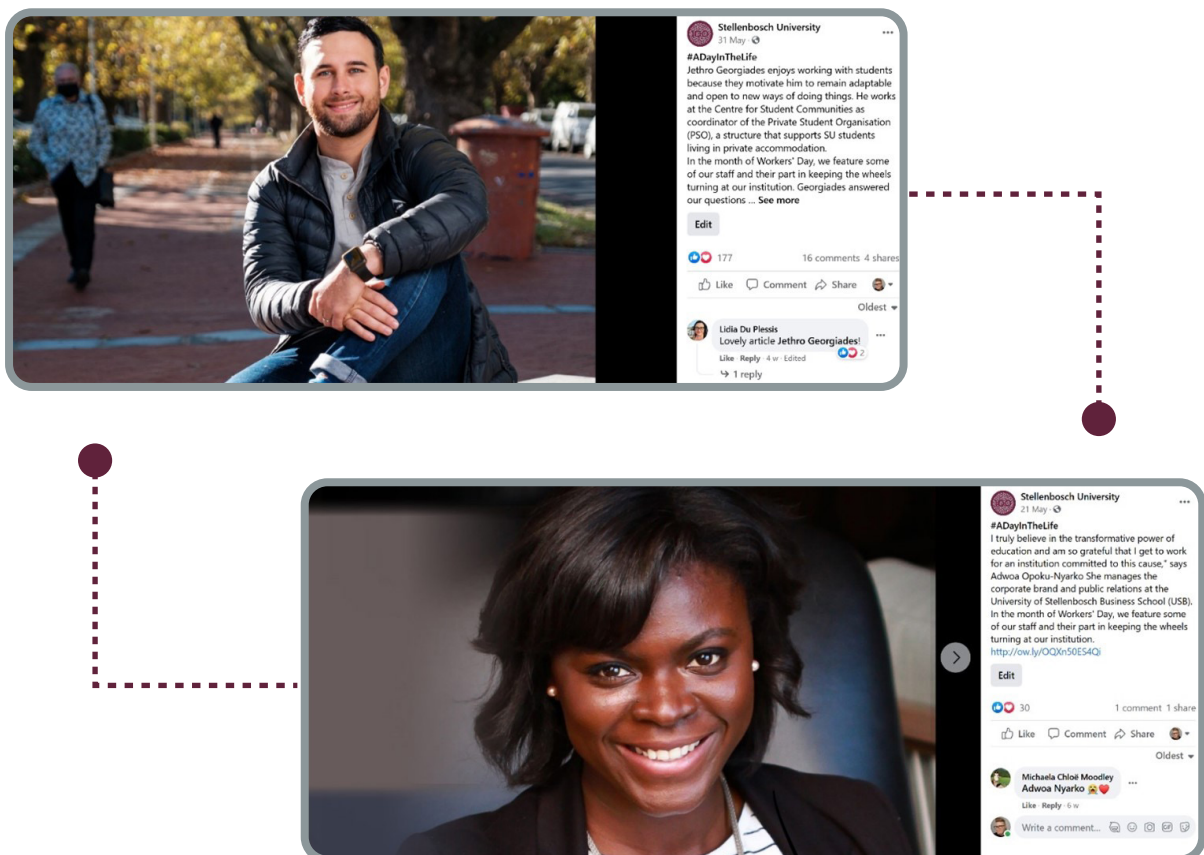 Stellenbosch University
31 May ·
#ADayInTheLife
Jethro Georgiades enjoys working with students
because they motivate him to remain adaptable
and open to new ways of doing things. He works
at the Centre for Student Communities as
coordinator of the Private Student Organisation
(PSO), a structure that supports SU students
living in private accommodation.
In the month of Workers' Day, we feature some
of our staff and their part in keeping the wheels
turning at our institution. Georgiades answered
our questions ... See more
Edit
177 16 comments 4 shares
Like Comment Share
Oldest
Lidia Du Plessis
Lovely article Jethro Georgiades!
2
Like · Reply · 4 w · Edited
1 reply
Stellenbosch University
21 May ·
#ADayInTheLife
I truly believe in the transformative power of
education and am so grateful that I get to work
for an institution committed to this cause," says
Adwoa Opoku-Nyarko She manages the
corporate brand and public relations at the
University of Stellenbosch Business School (USB).
In the month of Workers' Day, we feature some
of our staff and their part in keeping the wheels
turning at our institution.
http://ow.ly/OQXn50ES4Qi
Edit
30 1 comment 1 share
Like Comment Share
Oldest
Michaela Chloë Moodley
Adwoa Nyarko 😭❤️
Like · Reply · 6 w
Write a comment...